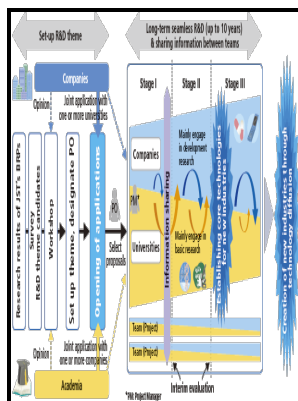 Set-up R&D theme
Long-term seamless R&D (up to 10 years)
& sharing information between teams
Companies
Opinion
Joint application with
one or more universities
Research results of JST's BRPs
Survey
R&D theme candidates
Workshop
Set up theme, designate PO
Opening of applications
PO
Select
proposals
Opinion
Joint application with
one or more companies
Academia
Stage I
Stage II
Stage III
Companies
PM*
Universities
Information sharing
Mainly engage
in development
research
Mainly engage in
basic research
Establishing core technologies
for new industries
Creation of new industries through
technology diffusion
Team (Project)
Team (Project)
Interim evaluation
*PM: Project Manager